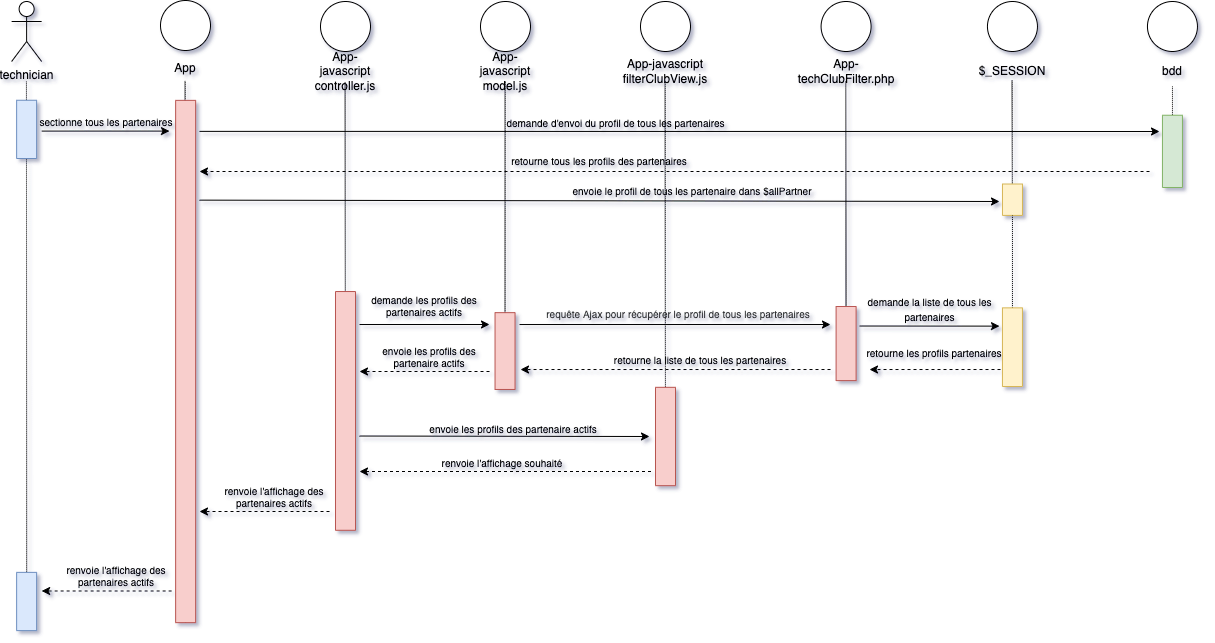 technician
App
App-
javascript
controller.js
App-
javascript
model.js
App-javascript
filterClubView.js
App-
techClubFilter.php
$_SESSION
bdd
sectionne tous les partenaires
demande d'envoi du profil de tous les partenaires
retourne tous les profils des partenaires
envoie le profil de tous les partenaire dans $allPartner
demande les profils des
partenaires actifs
requête Ajax pour récupérer le profil de tous les partenaires
demande la liste de tous les
partenaires
envoie les profils des
partenaire actifs
retourne la liste de tous les partenaires
retourne les profils partenaires
envoie les profils des partenaire actifs
renvoie l'affichage souhaité
renvoie l'affichage des
partenaires actifs
renvoie l'affichage des
partenaires actifs